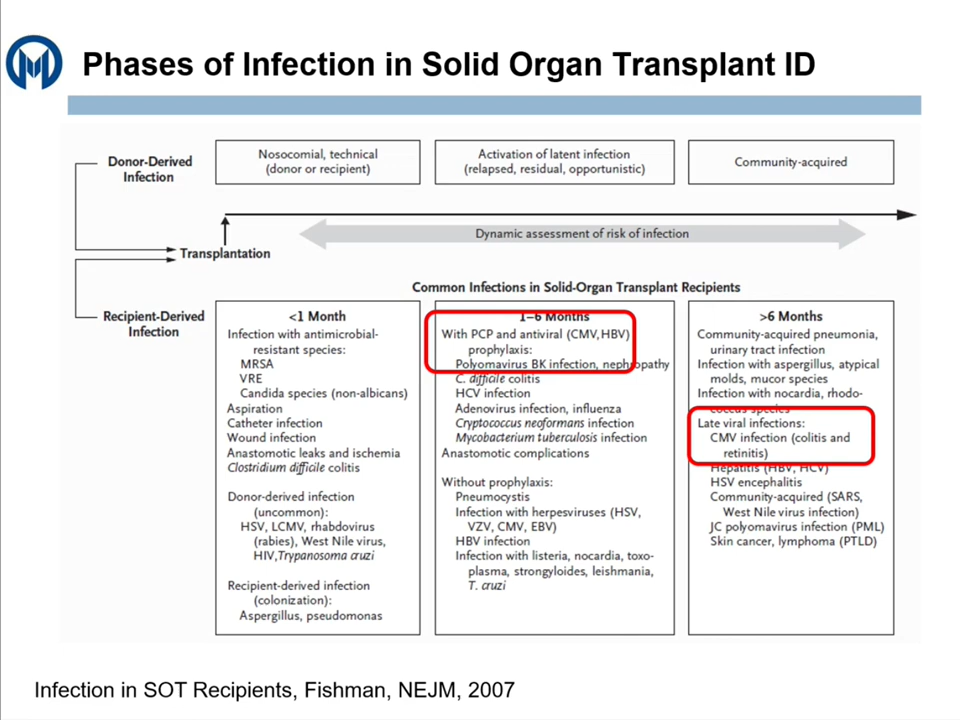 Phases of Infection in Solid Organ Transplant ID
Donor-Derived
Infection
Nosocomial, technical
(donor or recipient)
Activation of latent infection
(relapsed, residual, opportunistic)
Community-acquired
Dynamic assessment of risk of infection
Transplantation
Common Infections in Solid-Organ Transplant Recipients
Recipient-Derived
Infection
<1 Month
Infection with antimicrobial-
resistant species:
MRSA
VRE
Candida species (non-albicans)
Aspiration
Catheter infection
Wound infection
Anastomotic leaks and ischemia
Clostridium difficile colitis
Donor-derived infection
(uncommon):
HSV, LCMV, rhabdovirus
(rabies), West Nile virus,
HIV, Trypanosoma cruzi
Recipient-derived infection
(colonization):
Aspergillus, pseudomonas
1–6 Months
With PCP and antiviral (CMV, HBV)
prophylaxis:
Polyomavirus BK infection, nephropathy
C. difficile colitis
HCV infection
Adenovirus infection, influenza
Cryptococcus neoformans infection
Mycobacterium tuberculosis infection
Anastomotic complications
Without prophylaxis:
Pneumocystis
Infection with herpesviruses (HSV,
VZV, CMV, EBV)
HBV infection
Infection with listeria, nocardia, toxo-
plasma, strongyloides, leishmania,
T. cruzi
>6 Months
Community-acquired pneumonia,
urinary tract infection
Infection with aspergillus, atypical
molds, mucor species
Infection with nocardia, rhodo-
coccus species
Late viral infections:
CMV infection (colitis and
retinitis)
Hepatitis (HBV, HCV)
HSV encephalitis
Community-acquired (SARS,
West Nile virus infection)
JC polyomavirus infection (PML)
Skin cancer, lymphoma (PTLD)
Infection in SOT Recipients, Fishman, NEJM, 2007